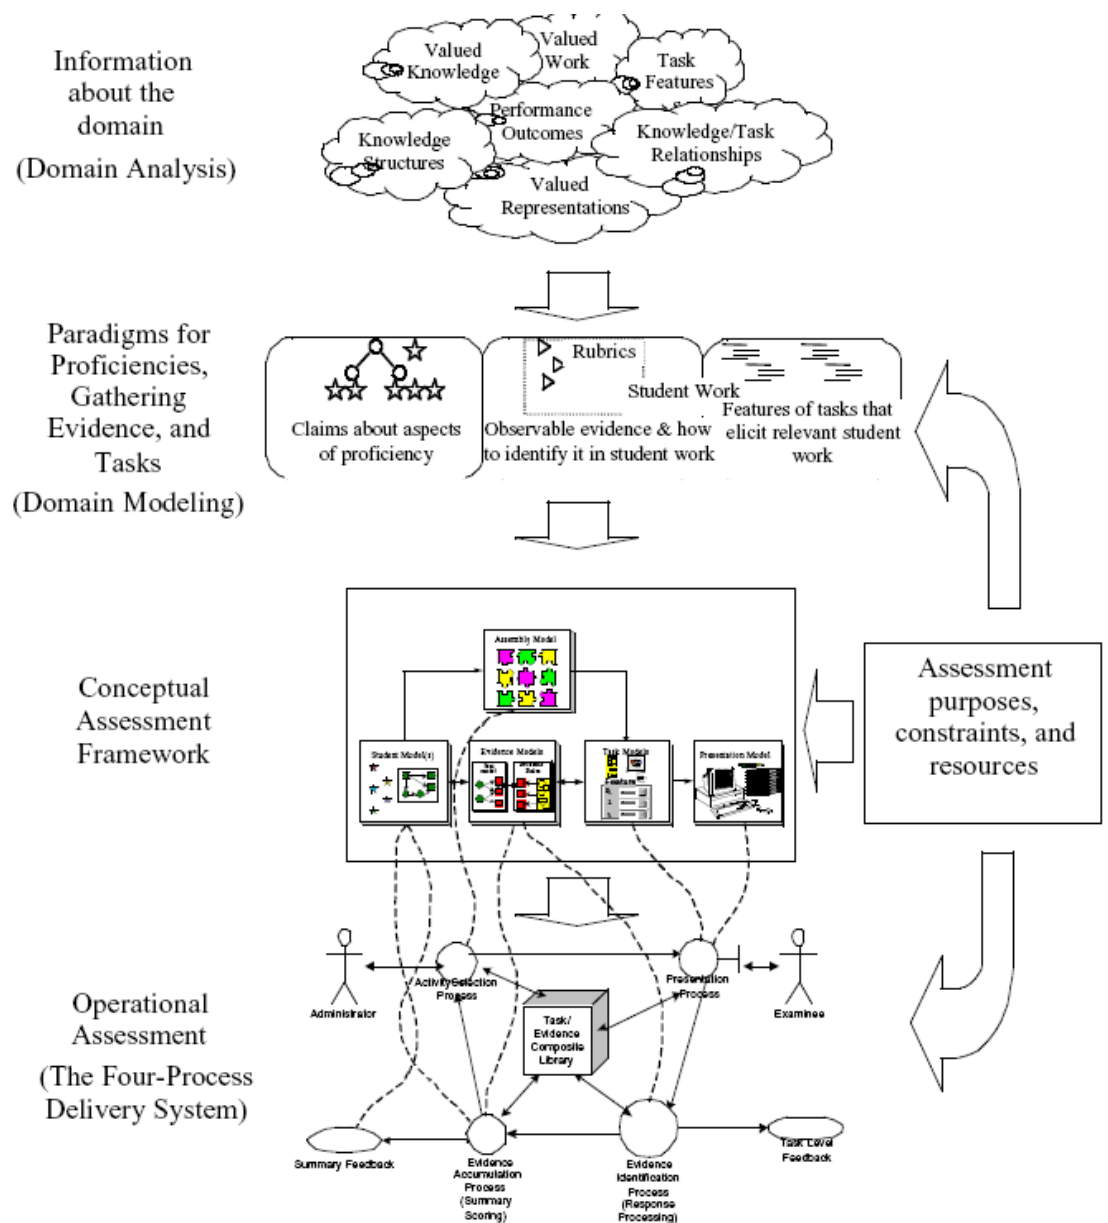 Information
about the
domain
(Domain Analysis)
Valued
Knowledge
Valued
Work
Task
Features
Performance
Outcomes
Knowledge
Structures
Knowledge/Task
Relationships
Valued
Representations
Paradigms for
Proficiencies,
Gathering
Evidence, and
Tasks
(Domain Modeling)
Claims about aspects
of proficiency
Rubrics
Student Work
Observable evidence & how
to identify it in student work
Features of tasks that
elicit relevant student
work
Conceptual
Assessment
Framework
Assembly Model
Student Model(s)
Evidence Models
Task Models
Feature
Presentation Model
Assessment
purposes,
constraints, and
resources
Operational
Assessment
(The Four-Process
Delivery System)
Administrator
Activity Selection
Process
Presentation
Process
Examinee
Task/
Evidence
Composite
Library
Summary Feedback
Evidence
Accumulation
Process
(Summary
Scoring)
Evidence
Identification
Process
(Response
Processing)
Task Level
Feedback